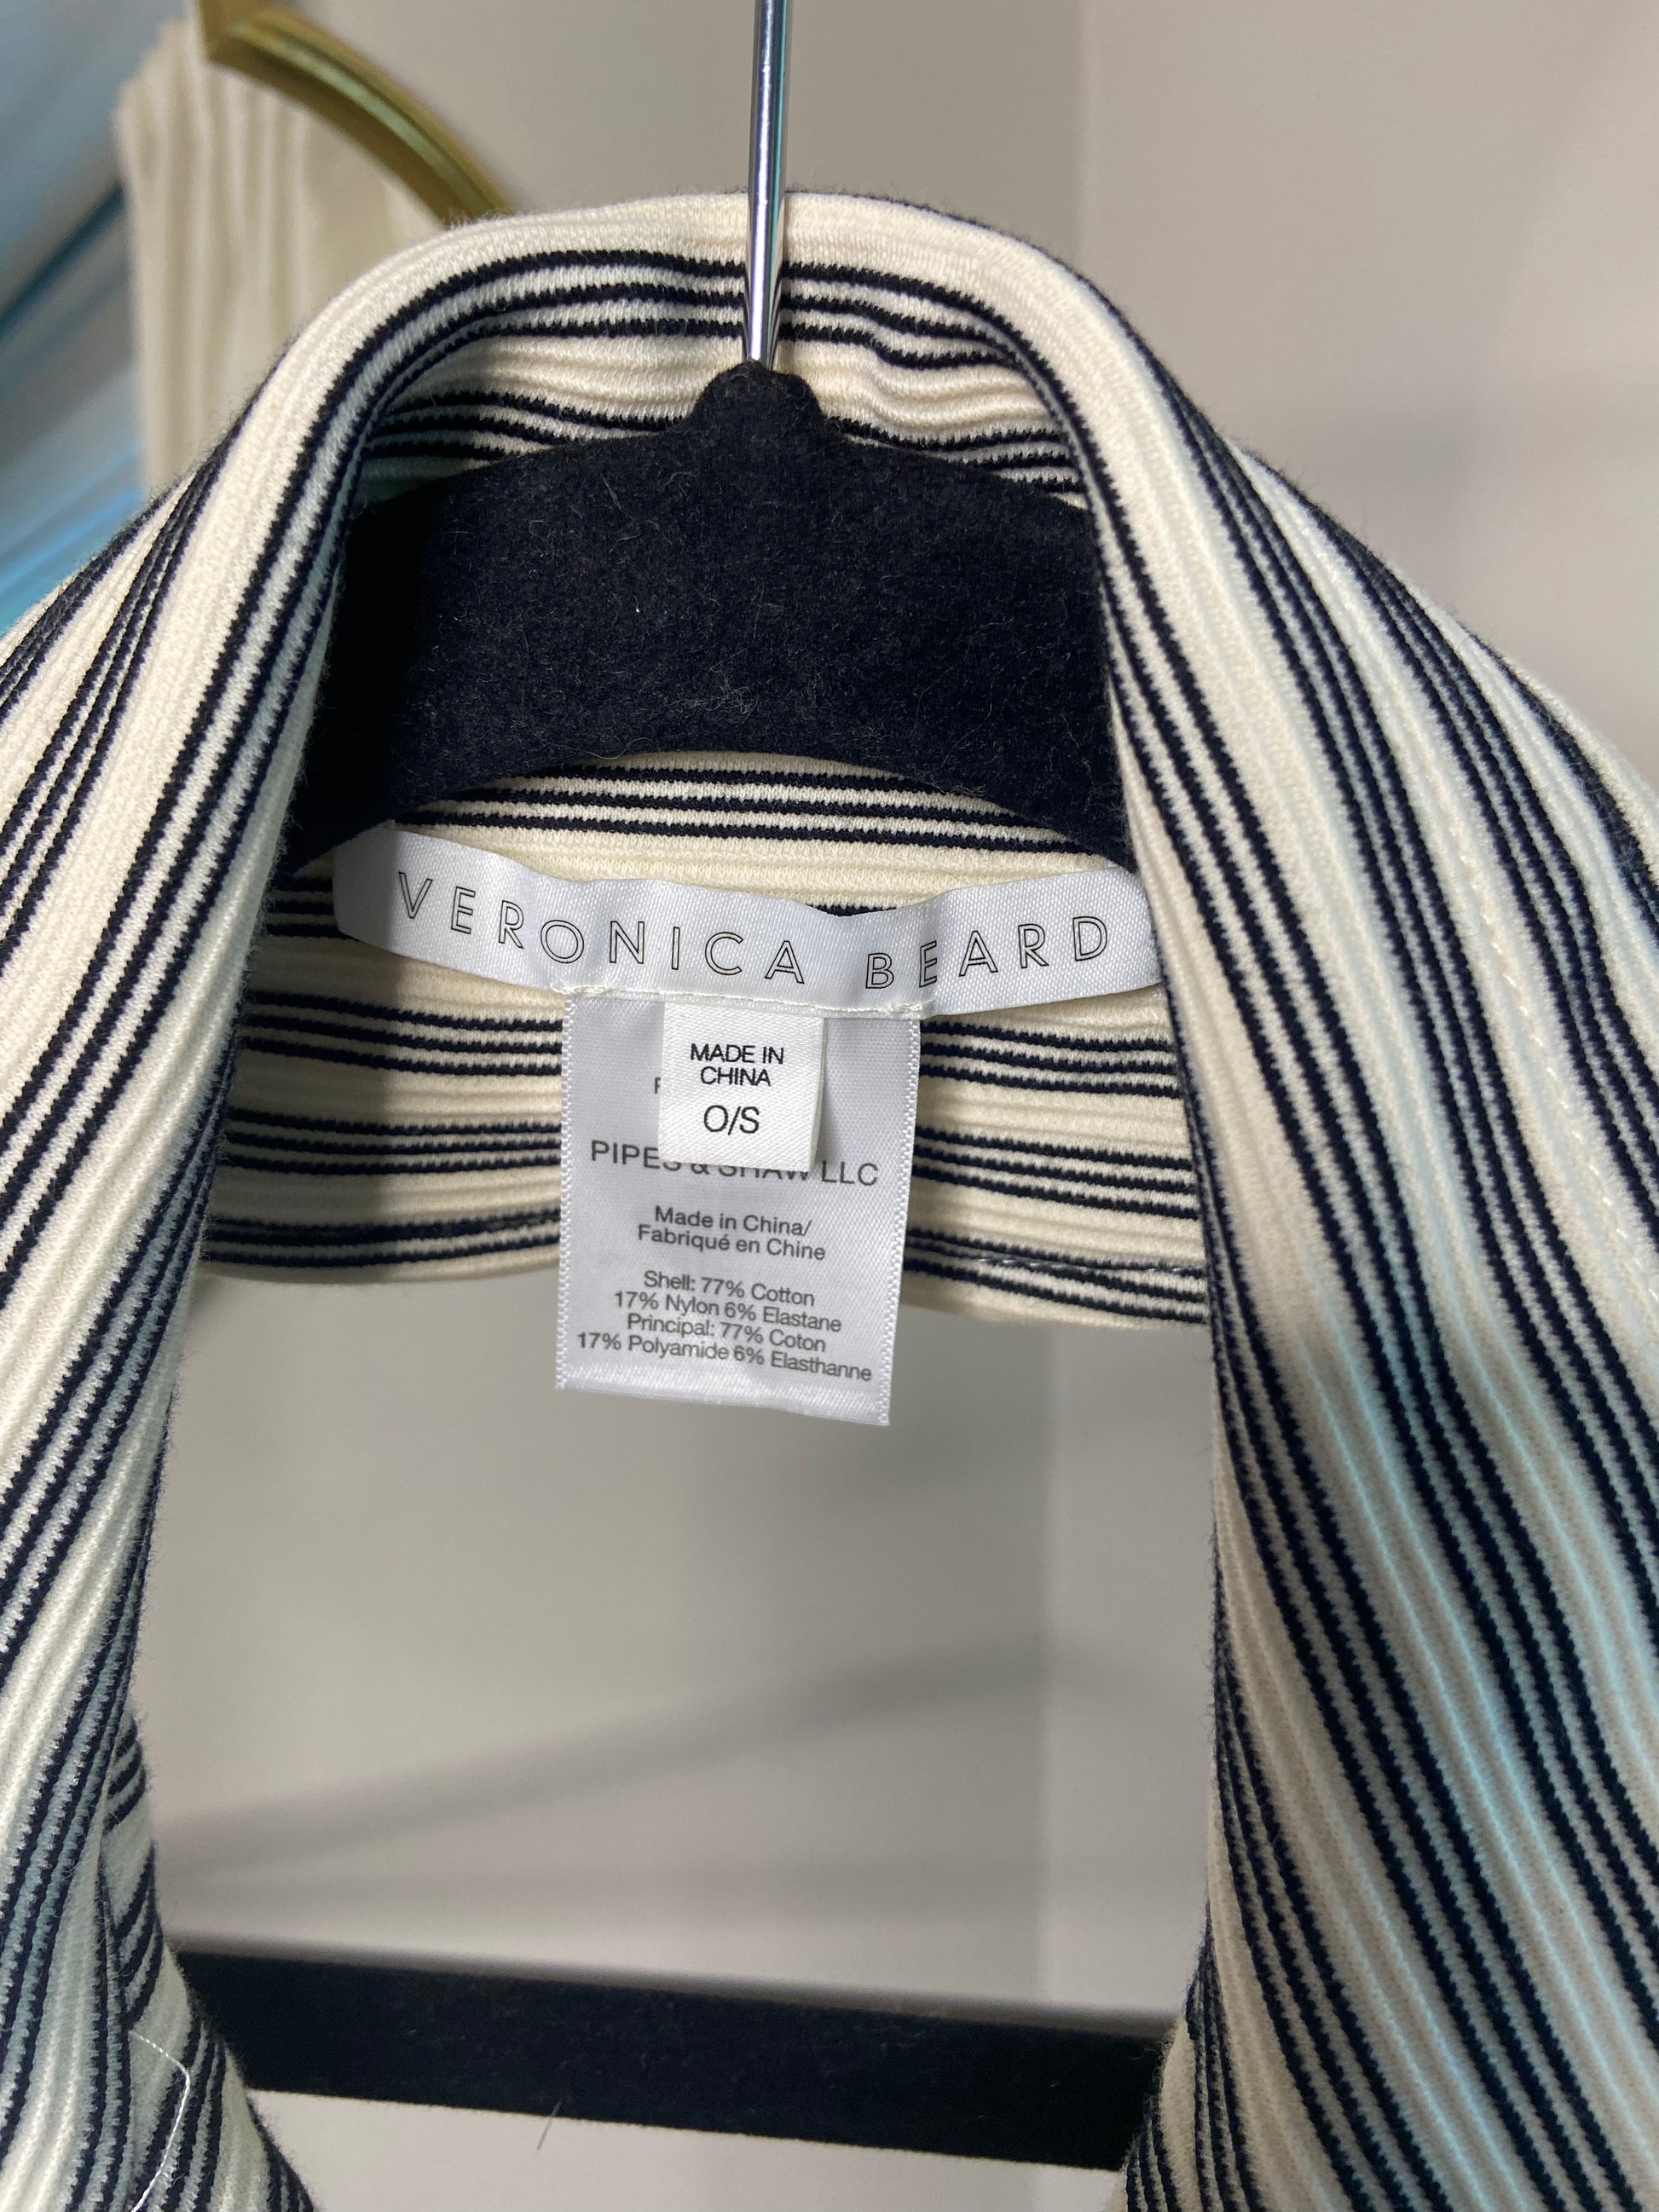 VERONICA BEARD
MADE IN
CHINA
O/S
PIPES & SHAW LLC
Made in China/
Fabriqué en Chine
Shell: 77% Cotton
17% Nylon 6% Elastane
Principal: 77% Coton
17% Polyamide 6% Elasthanne